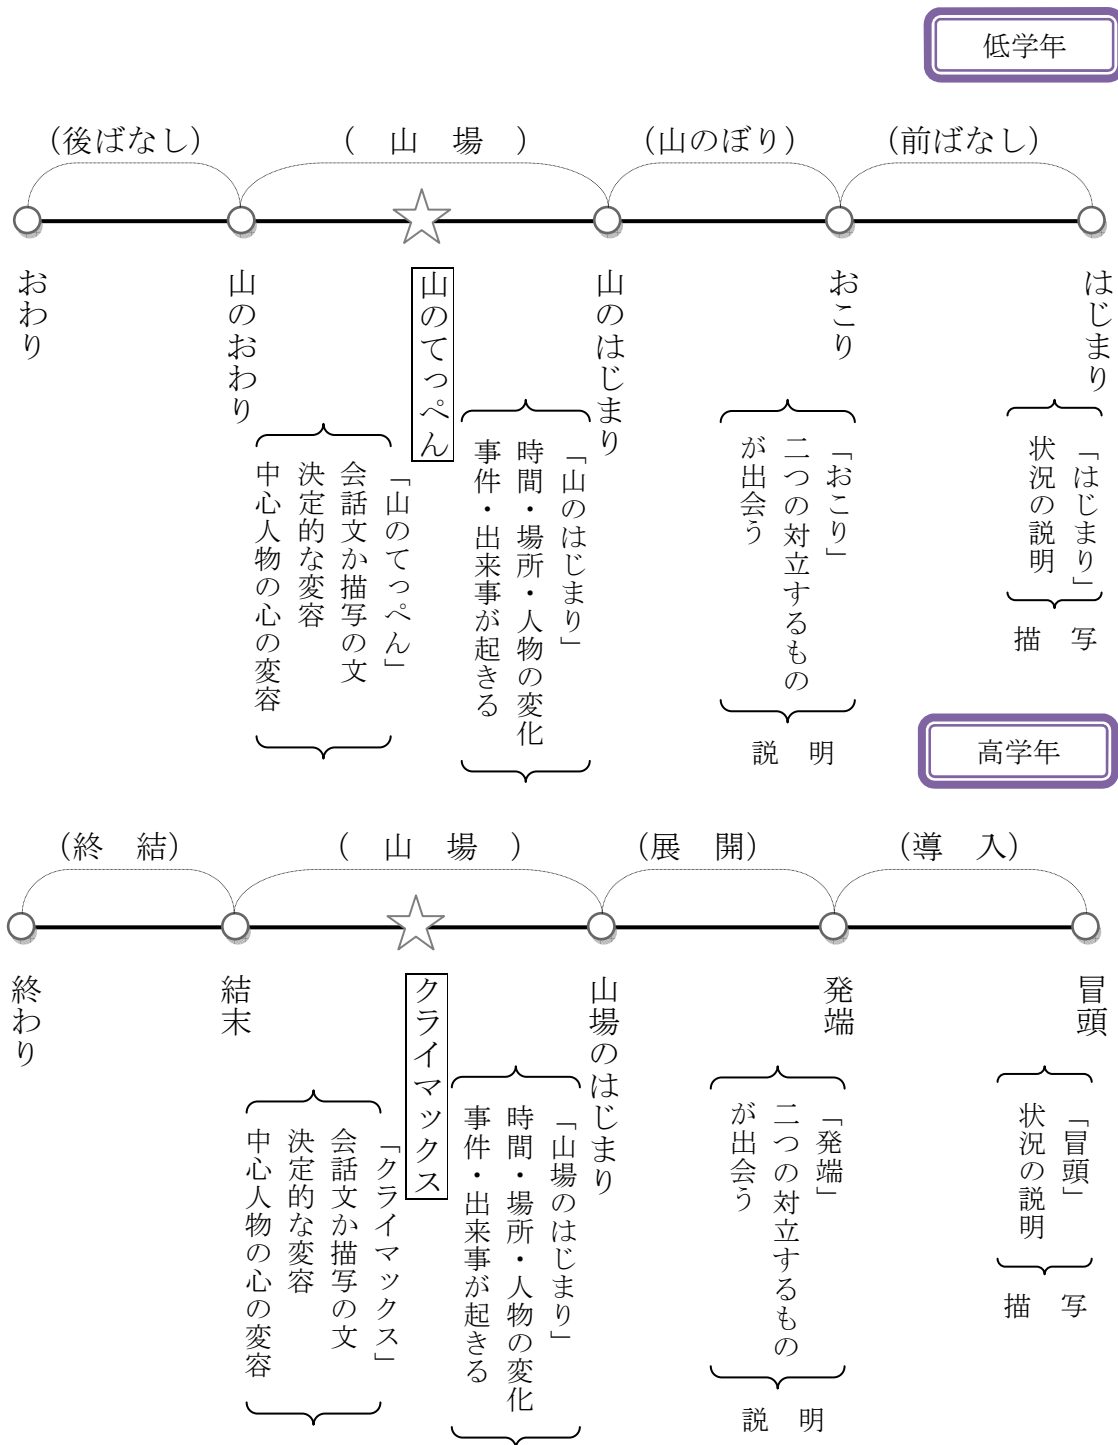 低学年
(前ばなし)
(山のぼり)
(　山　場　)
(後ばなし)
はじまり
おこり
山のはじまり
山のてっぺん
山のおわり
おわり
「はじまり」
状況の説明
描　写
「おこり」
二つの対立するもの
が出会う
説　明
「山のはじまり」
時間・場所・人物の変化
事件・出来事が起きる
「山のてっぺん」
会話文か描写の文
決定的な変容
中心人物の心の変容
高学年
(導　入)
(展　開)
(　山　場　)
(終　結)
冒頭
発端
山場のはじまり
クライマックス
結末
終わり
「冒頭」
状況の説明
描　写
「発端」
二つの対立するもの
が出会う
説　明
「山場のはじまり」
時間・場所・人物の変化
事件・出来事が起きる
「クライマックス」
会話文か描写の文
決定的な変容
中心人物の心の変容